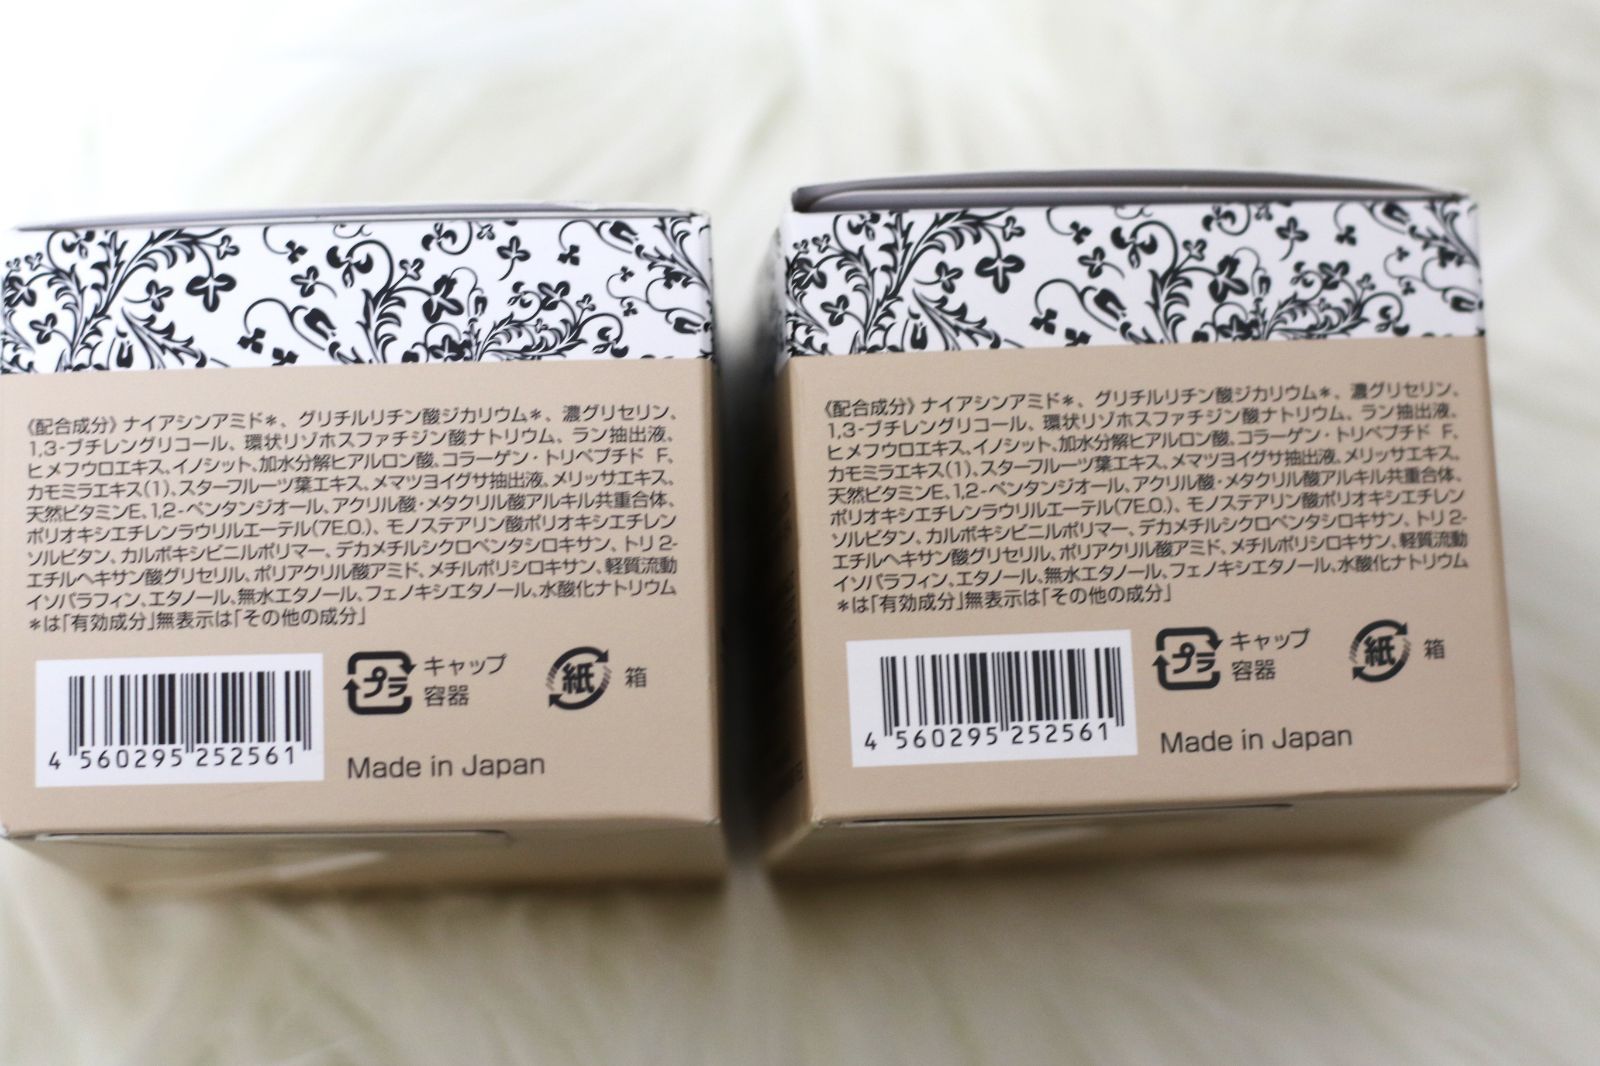 《配合成分》ナイアシンアミド＊、グリチルリチン酸ジカリウム＊、濃グリセリン、
1,3-ブチレングリコール、環状リゾホスファチジン酸ナトリウム、ラン抽出液、
ヒメフウロエキス、イノシット、加水分解ヒアルロン酸、コラーゲン・トリペプチド F、
カモミラエキス(1)、スターフルーツ葉エキス、メマツヨイグサ抽出液、メリッサエキス、
天然ビタミンE、1,2-ペンタンジオール、アクリル酸・メタクリル酸アルキル共重合体、
ポリオキシエチレンラウリルエーテル(7E.O.)、モノステアリン酸ポリオキシエチレン
ソルビタン、カルボキシビニルポリマー、デカメチルシクロペンタシロキサン、トリ2-
エチルヘキサン酸グリセリル、ポリアクリル酸アミド、メチルポリシロキサン、軽質流動
イソパラフィン、エタノール、無水エタノール、フェノキシエタノール、水酸化ナトリウム
＊は「有効成分」無表示は「その他の成分」
プラ
キャップ
容器
紙
箱
4 560295 252561
Made in Japan
《配合成分》ナイアシンアミド＊、グリチルリチン酸ジカリウム＊、濃グリセリン、
1,3-ブチレングリコール、環状リゾホスファチジン酸ナトリウム、ラン抽出液、
ヒメフウロエキス、イノシット、加水分解ヒアルロン酸、コラーゲン・トリペプチド F、
カモミラエキス(1)、スターフルーツ葉エキス、メマツヨイグサ抽出液、メリッサエキス、
天然ビタミンE、1,2-ペンタンジオール、アクリル酸・メタクリル酸アルキル共重合体、
ポリオキシエチレンラウリルエーテル(7E.O.)、モノステアリン酸ポリオキシエチレン
ソルビタン、カルボキシビニルポリマー、デカメチルシクロペンタシロキサン、トリ2-
エチルヘキサン酸グリセリル、ポリアクリル酸アミド、メチルポリシロキサン、軽質流動
イソパラフィン、エタノール、無水エタノール、フェノキシエタノール、水酸化ナトリウム
＊は「有効成分」無表示は「その他の成分」
プラ
キャップ
容器
紙
箱
4 560295 252561
Made in Japan